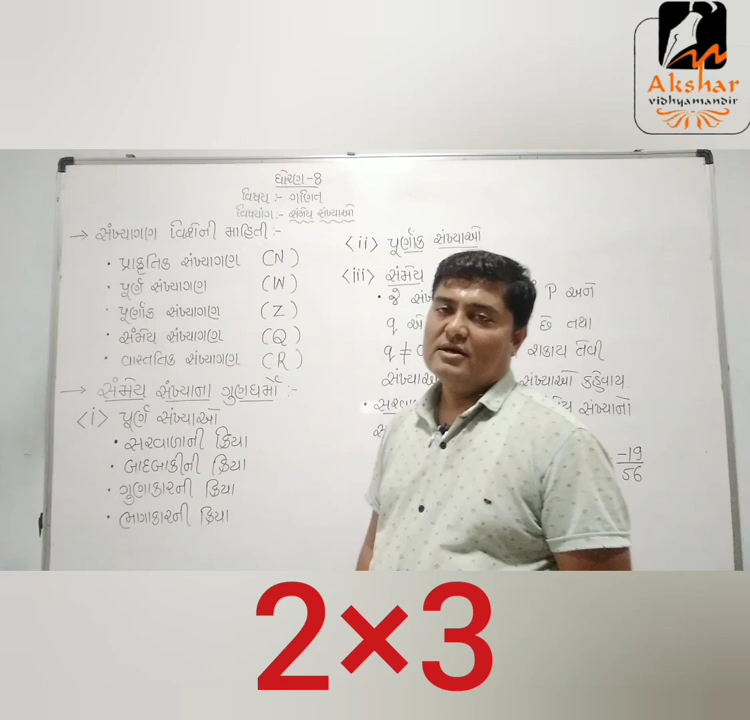 Akshar
vidhyamandir
ધોરણ-8
વિષય :- ગણિત
વિષયાંગ :- સંમેય સંખ્યાઓ
→ સંખ્યાગણ વિશેની માહિતી :-
• પ્રાકૃતિક સંખ્યાગણ (N)
• પૂર્ણ સંખ્યાગણ (W)
• પૂર્ણાંક સંખ્યાગણ (Z)
• સંમેય સંખ્યાગણ (Q)
• વાસ્તવિક સંખ્યાગણ (R)
→ સંમેય સંખ્યાના ગુણધર્મો :-
<i> પૂર્ણ સંખ્યાઓ
• સરવાળાની ક્રિયા
• બાદબાકીની ક્રિયા
• ગુણાકારની ક્રિયા
• ભાગાકારની ક્રિયા
<ii> પૂર્ણાંક સંખ્યાઓ
<iii> સંમેય
• જે P અને
q છે તથા
q ≠ શકાય તેવી
સંખ્યાઓ કહેવાય
• સંખ્યાનો
-19
56
2×3